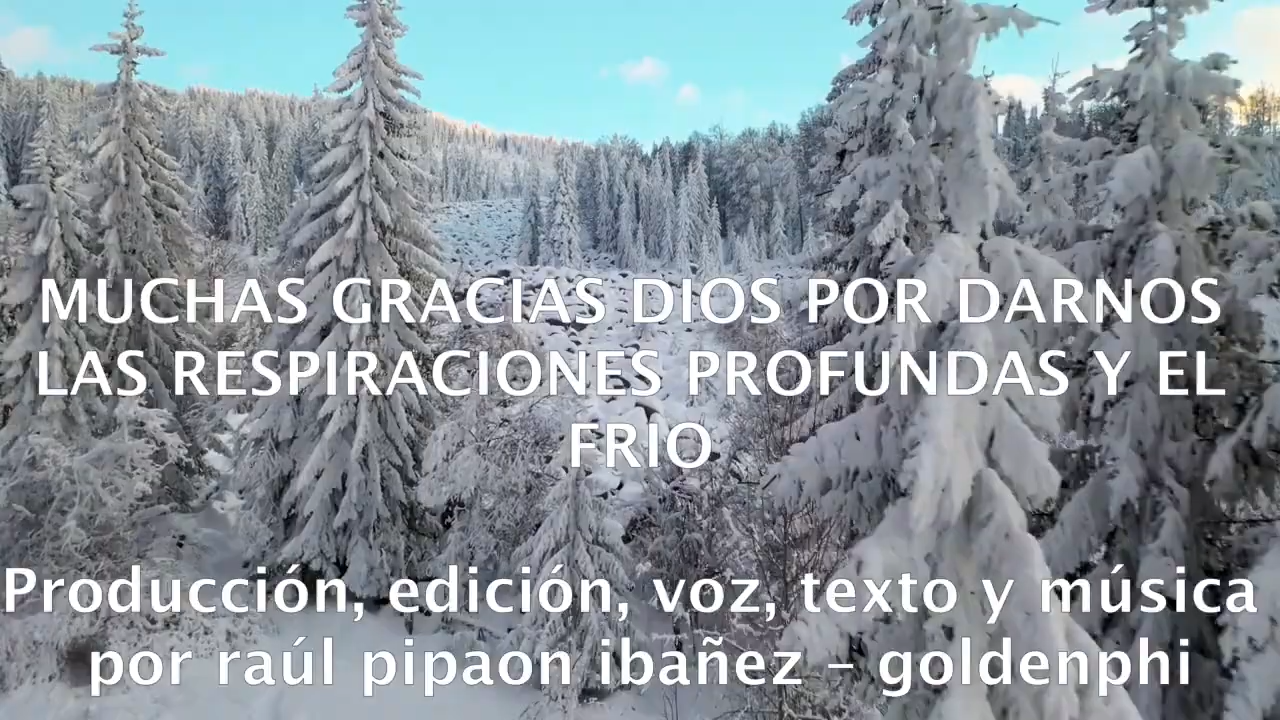 MUCHAS GRACIAS DIOS POR DARNOS
LAS RESPIRACIONES PROFUNDAS Y EL
FRIO
Producción, edición, voz, texto y música
por raúl pipaon ibañez - goldenphi